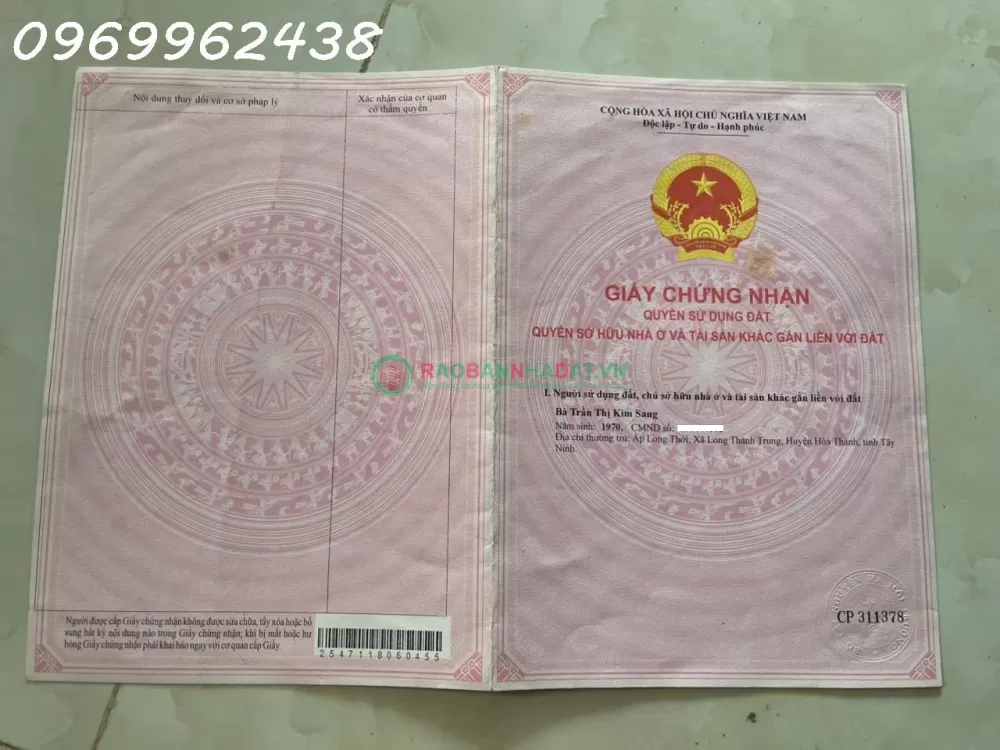 0969962438
Nội dung thay đổi và cơ sở pháp lý
Xác nhận của cơ quan
có thẩm quyền
Người được cấp Giấy chứng nhận không được sửa chữa, tẩy xóa hoặc bổ
sung bất kỳ nội dung nào trong Giấy chứng nhận; khi bị mất hoặc hư
hỏng Giấy chứng nhận phải khai báo ngay với cơ quan cấp Giấy.
2547118060455
CỘNG HÒA XÃ HỘI CHỦ NGHĨA VIỆT NAM
Độc lập - Tự do - Hạnh phúc
GIẤY CHỨNG NHẬN
QUYỀN SỬ DỤNG ĐẤT
QUYỀN SỞ HỮU NHÀ Ở VÀ TÀI SẢN KHÁC GẮN LIỀN VỚI ĐẤT
RAOBANNHADAT.VN
I. Người sử dụng đất, chủ sở hữu nhà ở và tài sản khác gắn liền với đất
Bà Trần Thị Kim Sang
Năm sinh: 1970, CMND số:
Địa chỉ thường trú: Ấp Long Thới, Xã Long Thành Trung, Huyện Hòa Thành, tỉnh Tây
Ninh.
CP 311378